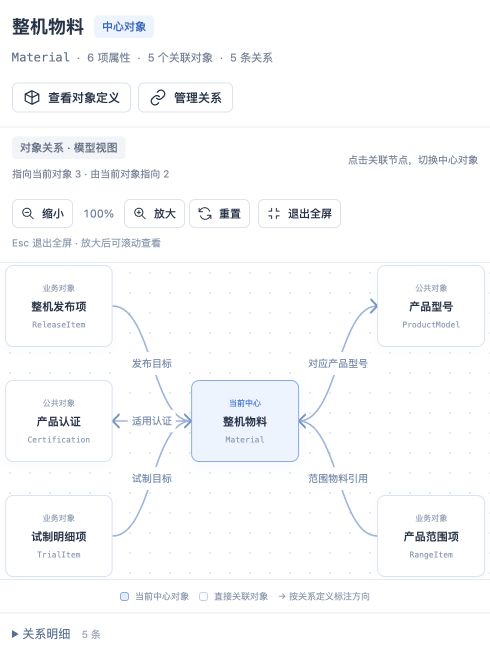 整机物料 中心对象
Material · 6 项属性 · 5 个关联对象 · 5 条关系
查看对象定义 管理关系
对象关系 · 模型视图
点击关联节点，切换中心对象
指向当前对象 3 · 由当前对象指向 2
缩小 100% 放大 重置 退出全屏
Esc 退出全屏 · 放大后可滚动查看
业务对象
整机发布项
ReleaseItem
公共对象
产品型号
ProductModel
发布目标
对应产品型号
公共对象
产品认证
Certification
适用认证
当前中心
整机物料
Material
试制目标
范围物料引用
业务对象
试制明细项
TrialItem
业务对象
产品范围项
RangeItem
当前中心对象 直接关联对象 → 按关系定义标注方向
▶ 关系明细 5 条